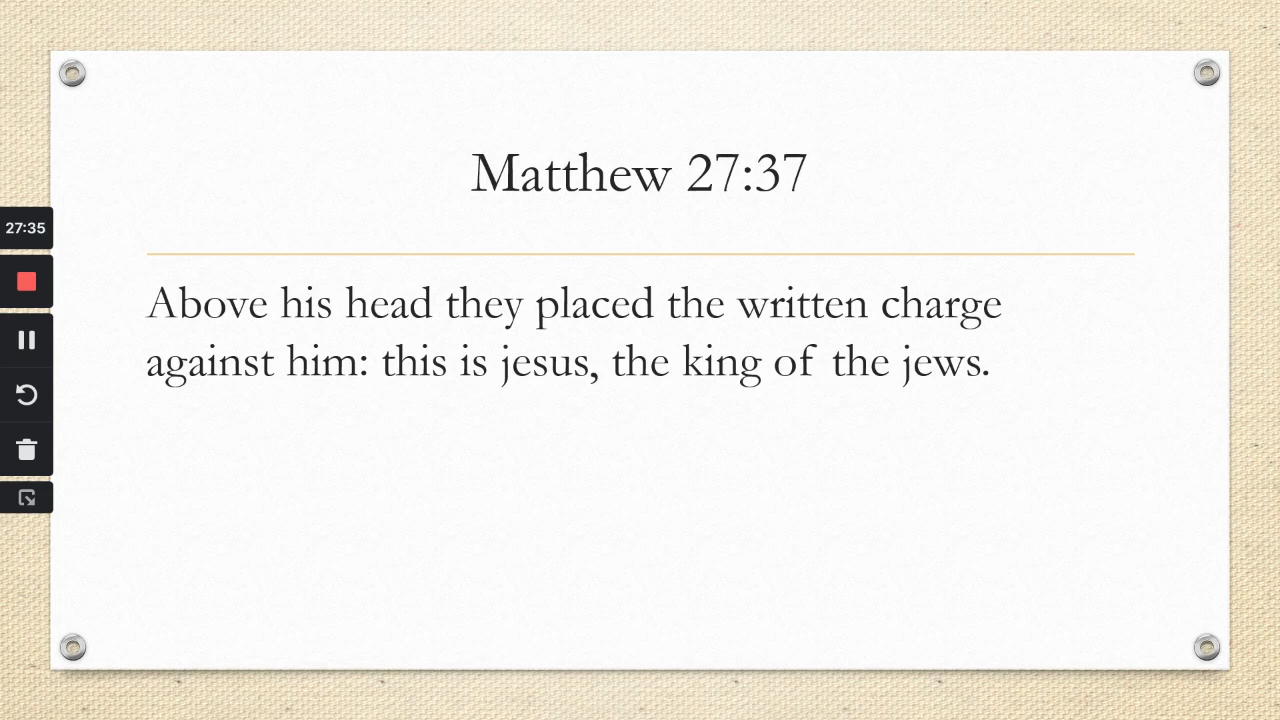 Matthew 27:37
27:35
Above his head they placed the written charge
against him: this is jesus, the king of the jews.